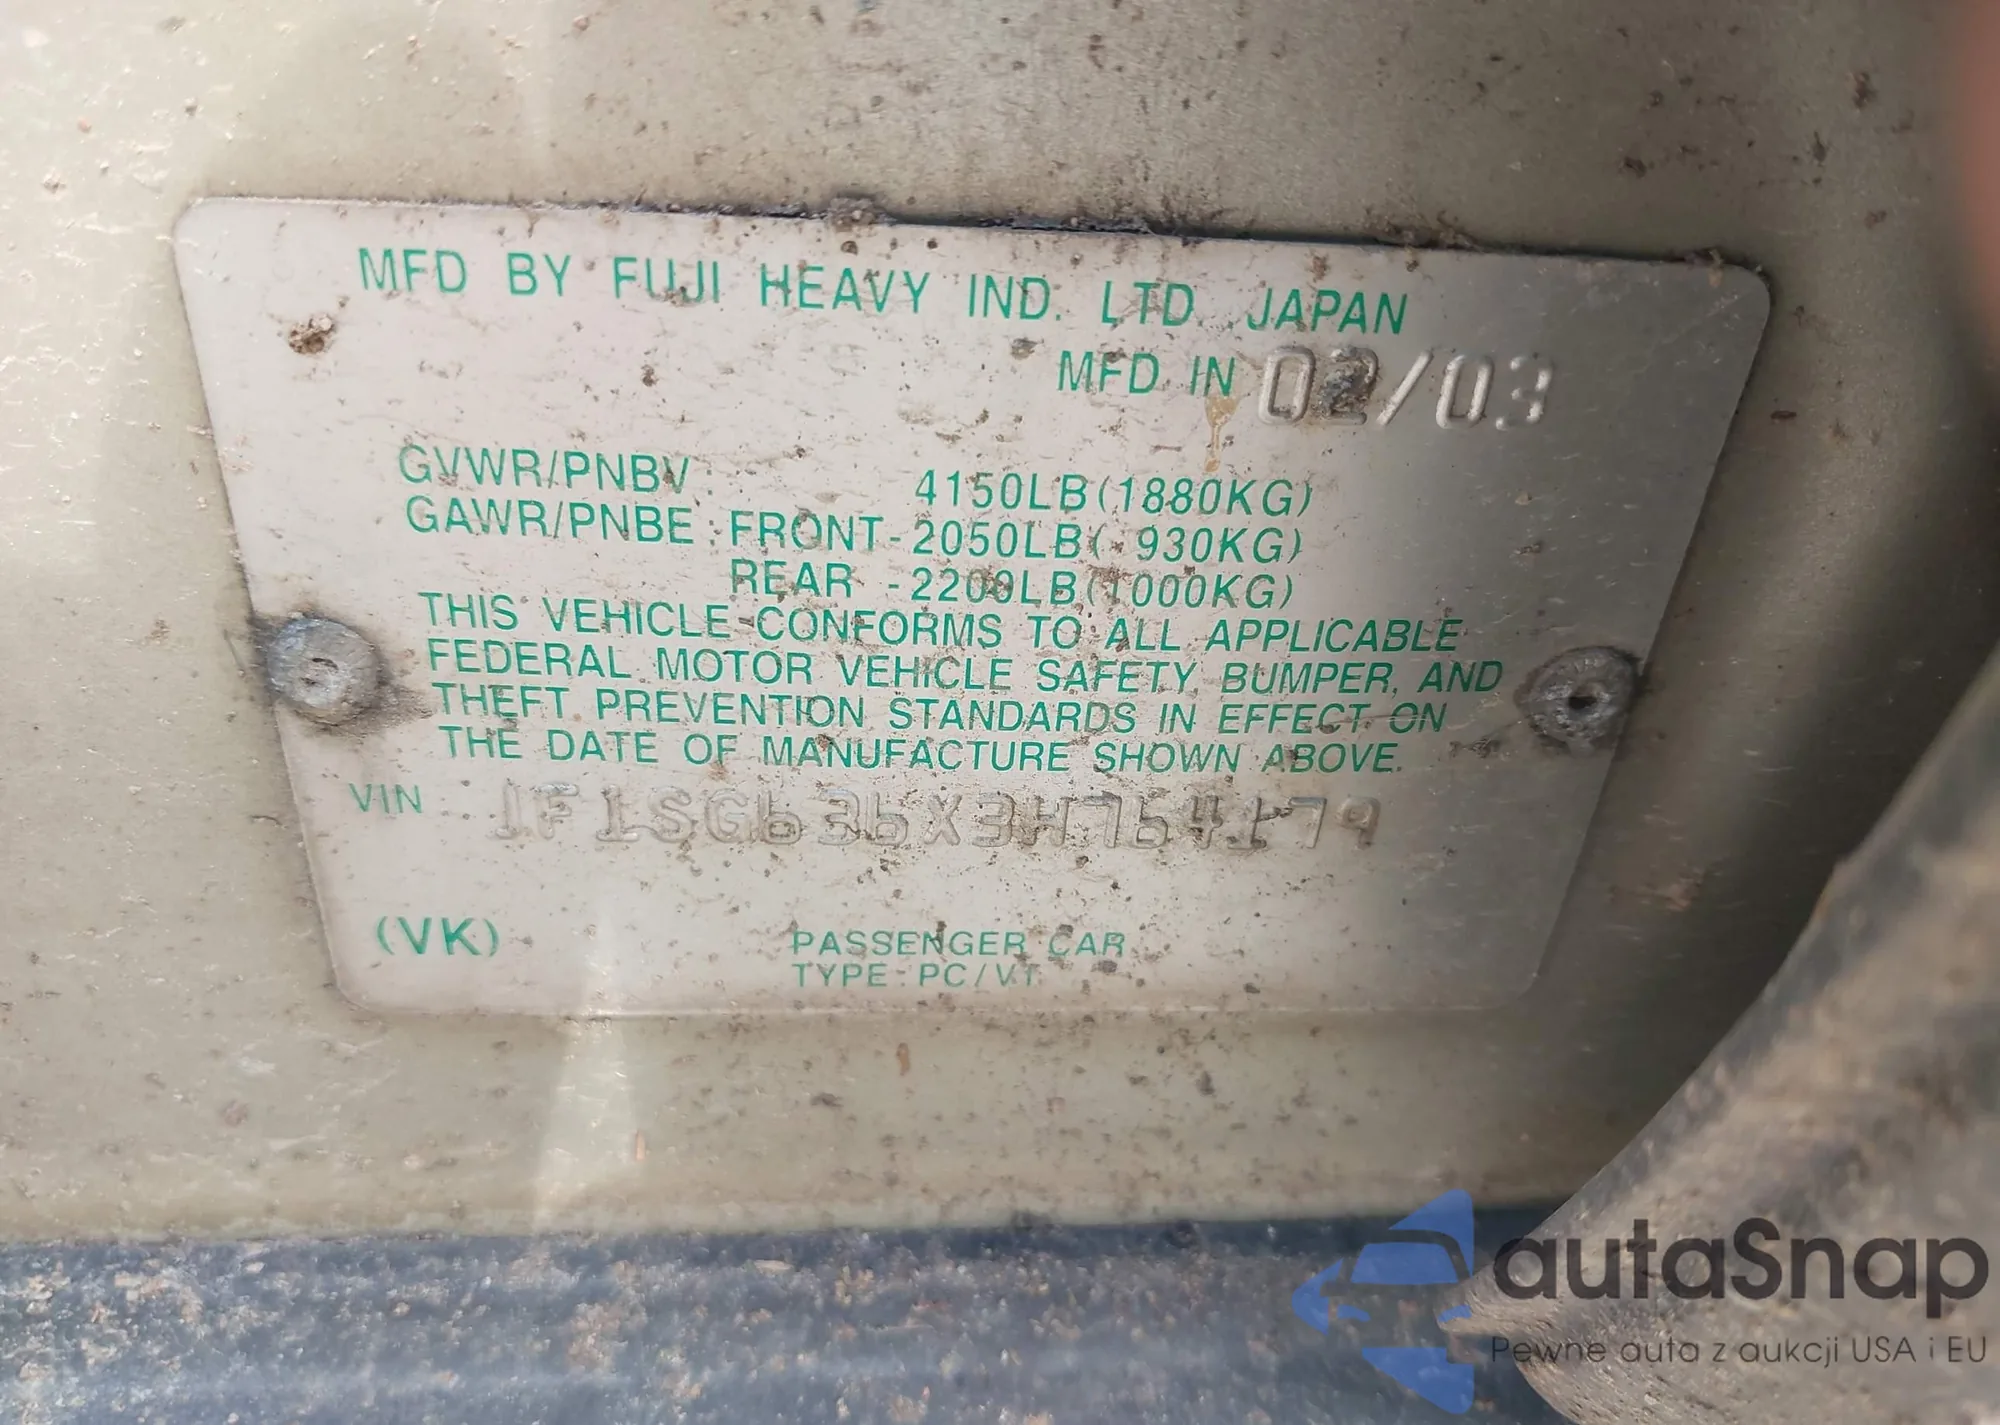 MFD BY FUJI HEAVY IND. LTD. JAPAN
MFD IN 02/03
GVWR/PNBV: 4150LB(1880KG)
GAWR/PNBE: FRONT-2050LB( 930KG)
REAR -2200LB(1000KG)
THIS VEHICLE CONFORMS TO ALL APPLICABLE
FEDERAL MOTOR VEHICLE SAFETY, BUMPER, AND
THEFT PREVENTION STANDARDS IN EFFECT ON
THE DATE OF MANUFACTURE SHOWN ABOVE.
VIN: JF1SG636X3H764179
(VK)
PASSENGER CAR
TYPE: PC/VT
autaSnap
Pewne auta z aukcji USA i EU